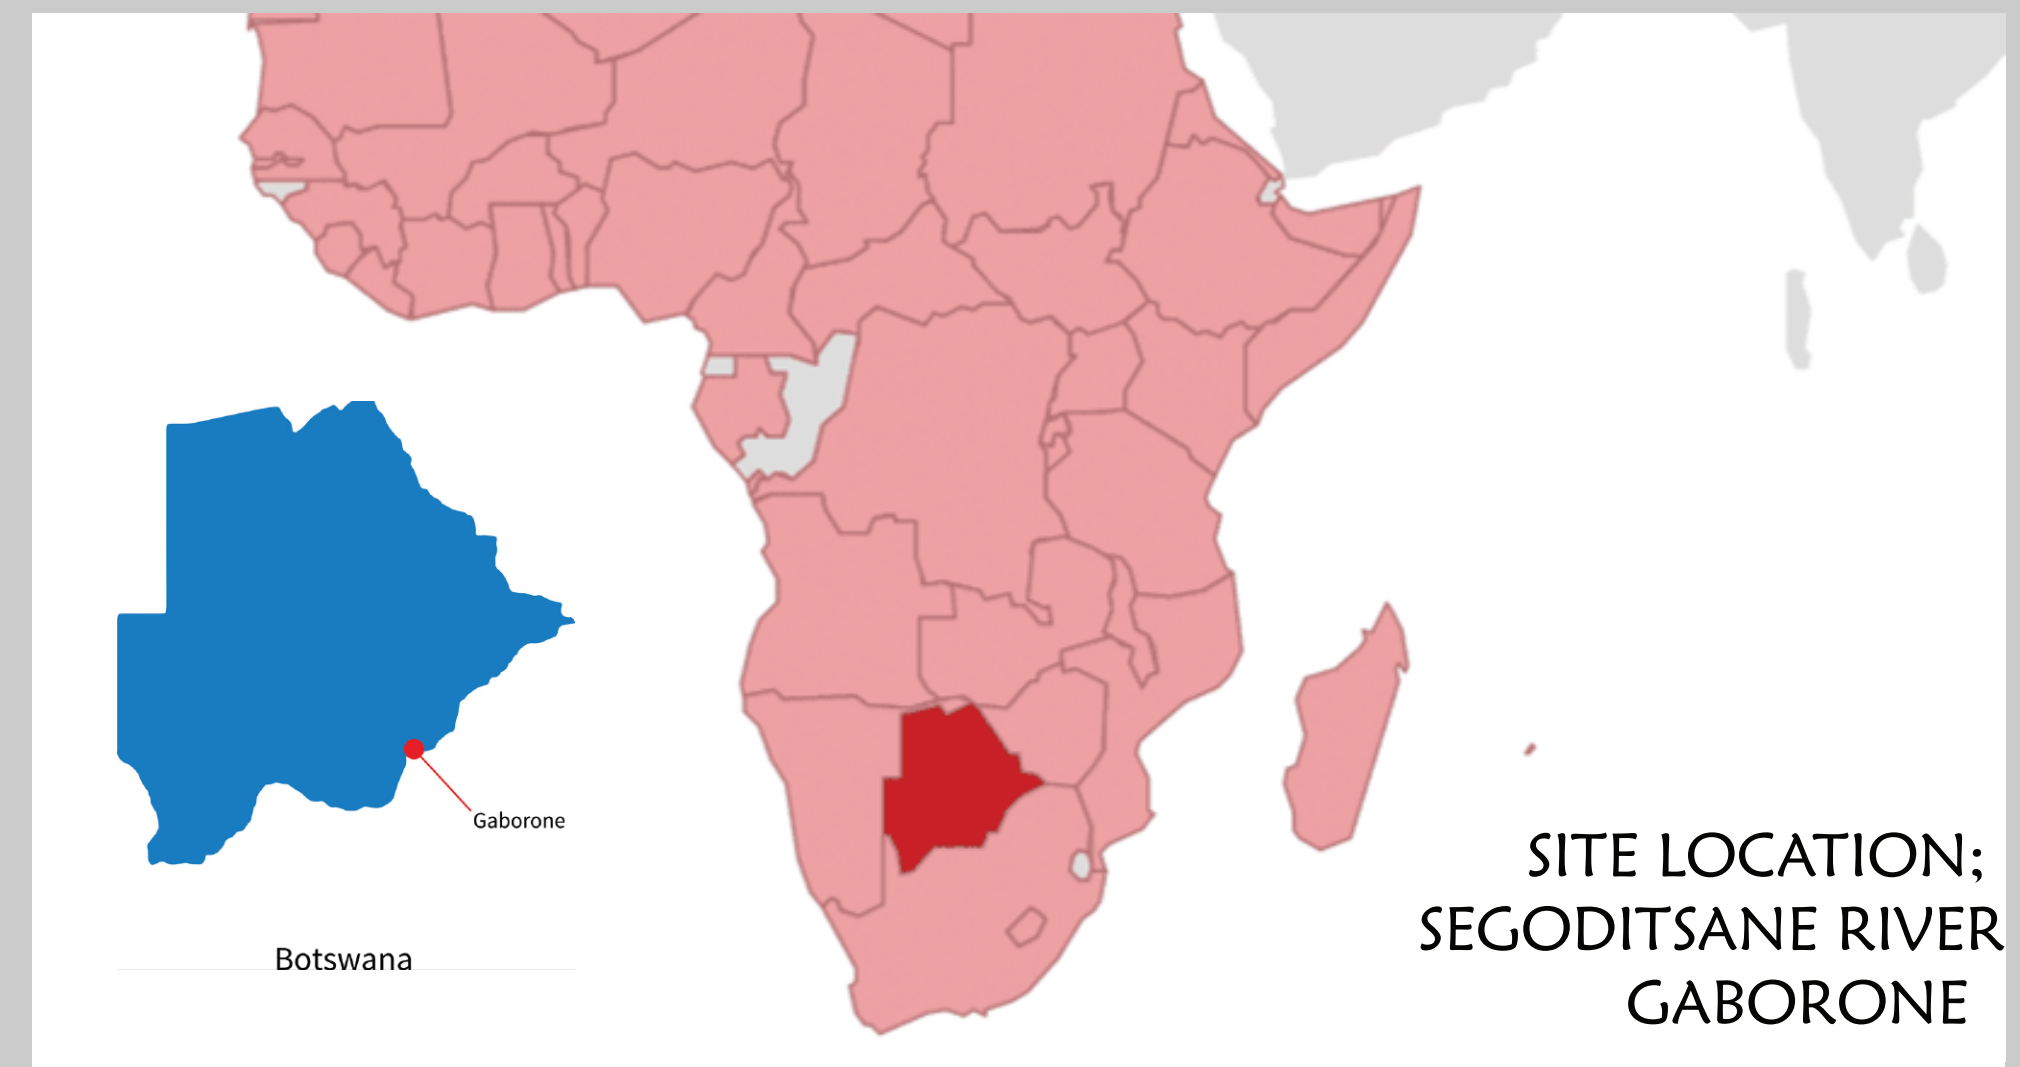 Gaborone
Botswana
SITE LOCATION;
SEGODITSANE RIVER
GABORONE